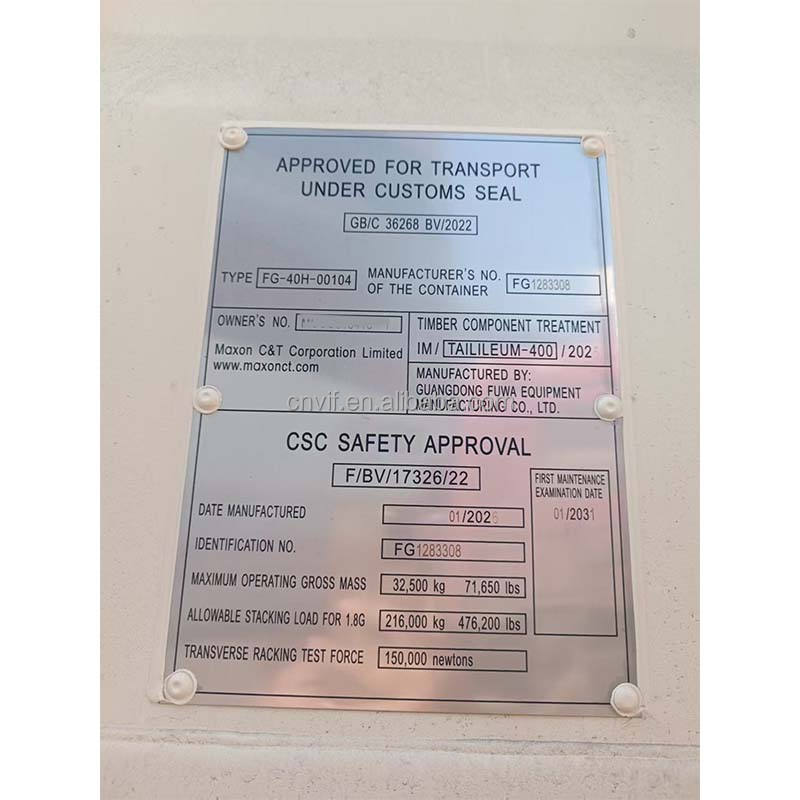 APPROVED FOR TRANSPORT
UNDER CUSTOMS SEAL
GB/C 36268 BV/2022
TYPE FG-40H-00104
MANUFACTURER'S NO.
OF THE CONTAINER FG1283308
OWNER'S NO.
Maxon C&T Corporation Limited
www.maxonct.com
TIMBER COMPONENT TREATMENT
IM / TAILILEUM-400 / 202
MANUFACTURED BY:
GUANGDONG FUWA EQUIPMENT
MANUFACTURING CO., LTD.
cnvif.en.alibaba.com
CSC SAFETY APPROVAL
F/BV/17326/22
FIRST MAINTENANCE
EXAMINATION DATE
01/2031
DATE MANUFACTURED 01/2026
IDENTIFICATION NO. FG1283308
MAXIMUM OPERATING GROSS MASS 32,500 kg 71,650 lbs
ALLOWABLE STACKING LOAD FOR 1.8G 216,000 kg 476,200 lbs
TRANSVERSE RACKING TEST FORCE 150,000 newtons